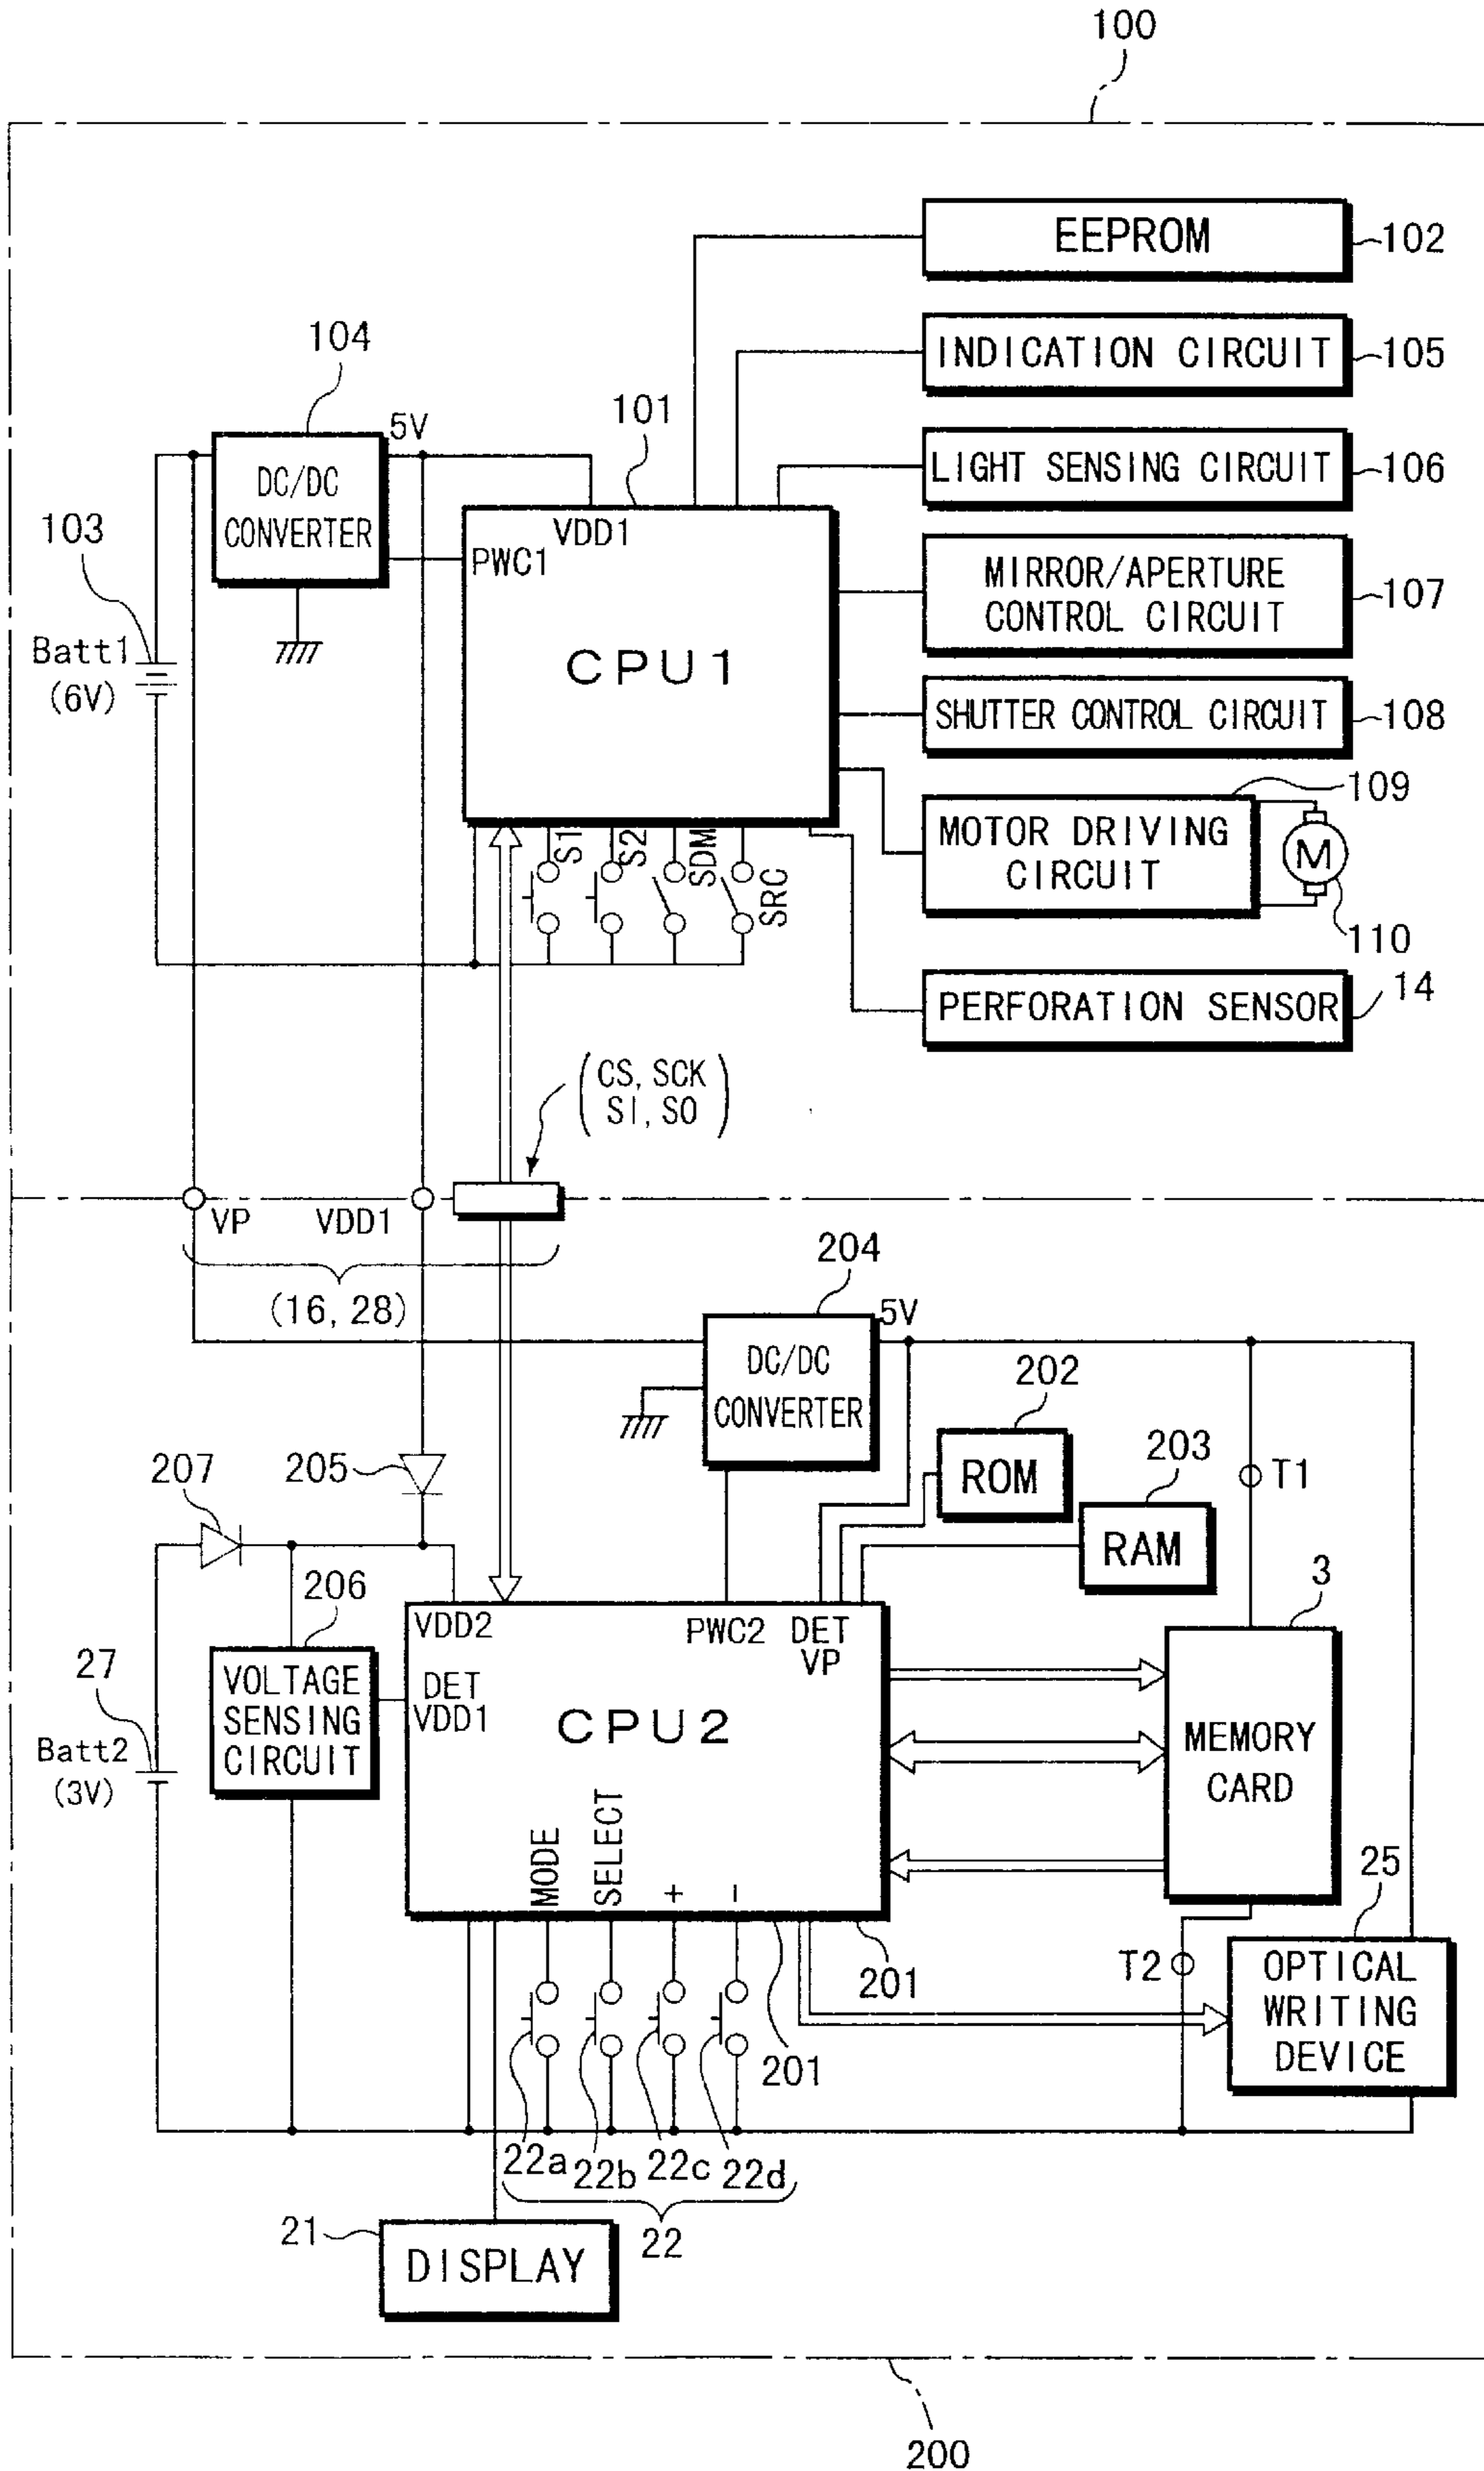 100
EEPROM
102
INDICATION CIRCUIT
105
LIGHT SENSING CIRCUIT
106
MIRROR/APERTURE
CONTROL CIRCUIT
107
SHUTTER CONTROL CIRCUIT
108
109
MOTOR DRIVING
CIRCUIT
M
110
PERFORATION SENSOR
14
104
5V
DC/DC
CONVERTER
101
VDD1
PWC1
CPU1
103
Batt1
(6V)
S1
S2
SDM
SRC
(CS, SCK
SI, SO)
VP
VDD1
(16, 28)
204
5V
DC/DC
CONVERTER
202
ROM
203
RAM
T1
207
205
206
VOLTAGE
SENSING
CIRCUIT
27
Batt2
(3V)
VDD2
PWC2
DET
VP
DET
VDD1
CPU2
MODE
SELECT
+
−
3
MEMORY
CARD
25
T2
OPTICAL
WRITING
DEVICE
201
201
22a
22b
22c
22d
22
21
DISPLAY
200